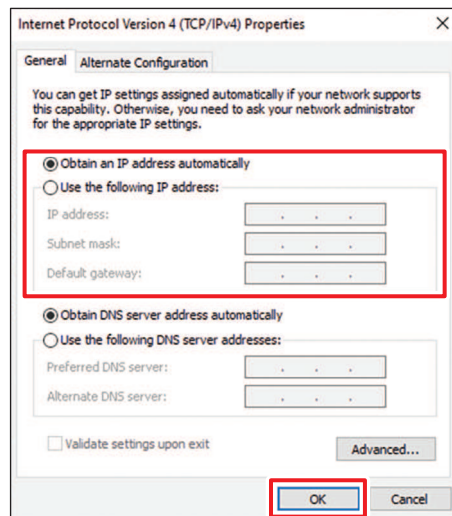 Internet Protocol Version 4 (TCP/IPv4) Properties
General Alternate Configuration
You can get IP settings assigned automatically if your network supports
this capability. Otherwise, you need to ask your network administrator
for the appropriate IP settings.
Obtain an IP address automatically
Use the following IP address:
IP address:
Subnet mask:
Default gateway:
Obtain DNS server address automatically
Use the following DNS server addresses:
Preferred DNS server:
Alternate DNS server:
Validate settings upon exit
Advanced...
OK Cancel